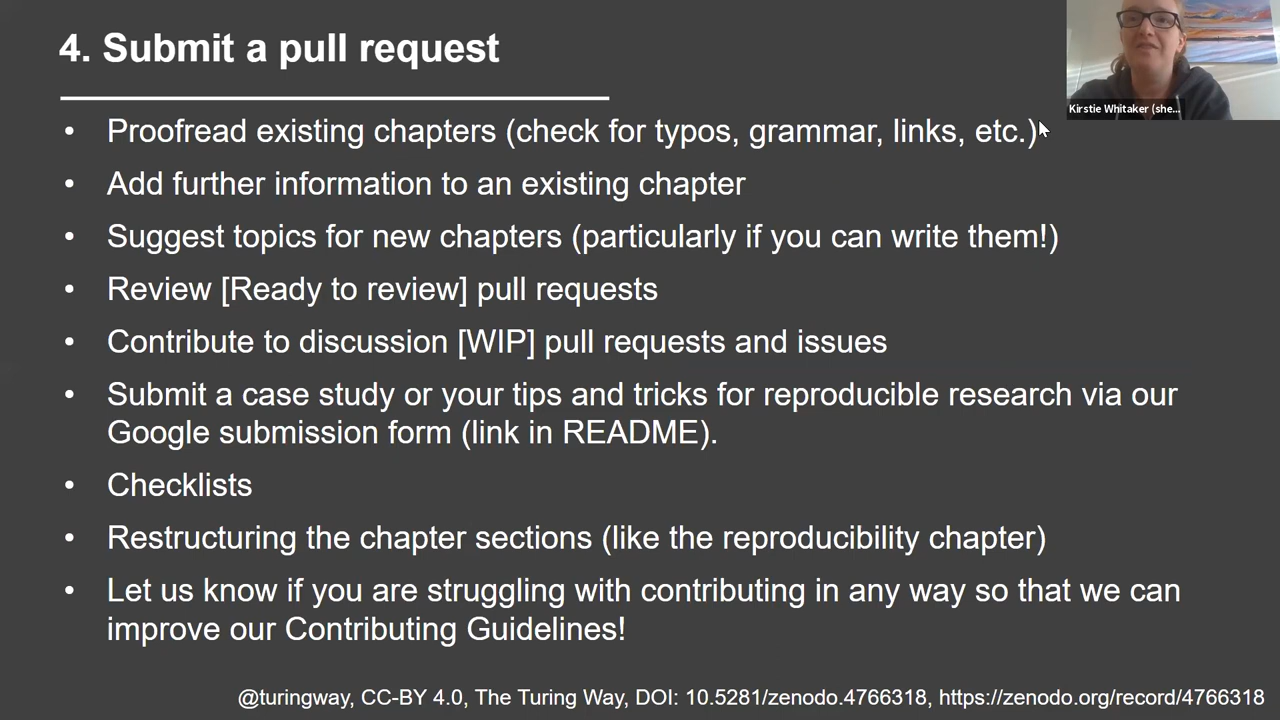 4. Submit a pull request
Kirstie Whitaker (she...
• Proofread existing chapters (check for typos, grammar, links, etc.)
• Add further information to an existing chapter
• Suggest topics for new chapters (particularly if you can write them!)
• Review [Ready to review] pull requests
• Contribute to discussion [WIP] pull requests and issues
• Submit a case study or your tips and tricks for reproducible research via our
Google submission form (link in README).
• Checklists
• Restructuring the chapter sections (like the reproducibility chapter)
• Let us know if you are struggling with contributing in any way so that we can
improve our Contributing Guidelines!
@turingway, CC-BY 4.0, The Turing Way, DOI: 10.5281/zenodo.4766318, https://zenodo.org/record/4766318